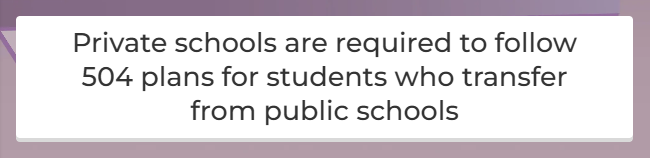 Private schools are required to follow
504 plans for students who transfer
from public schools